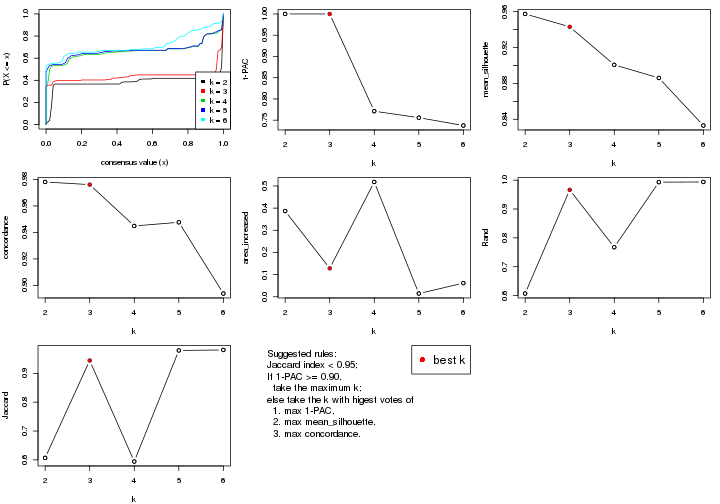 P(X <= x)
0.0 0.2 0.4 0.6 0.8 1.0
0.0 0.2 0.4 0.6 0.8 1.0
consensus value (x)
k = 2
k = 3
k = 4
k = 5
k = 6
1-PAC
0.75 0.80 0.85 0.90 0.95 1.00
2 3 4 5 6
k
mean_silhouette
0.84 0.88 0.92 0.96
2 3 4 5 6
k
concordance
0.90 0.92 0.94 0.96 0.98
2 3 4 5 6
k
area_increased
0.0 0.1 0.2 0.3 0.4 0.5
2 3 4 5 6
k
Rand
0.6 0.7 0.8 0.9 1.0
2 3 4 5 6
k
Jaccard
0.6 0.7 0.8 0.9
2 3 4 5 6
k
Suggested rules:
Jaccard index < 0.95;
If 1-PAC >= 0.90,
take the maximum k;
else take the k with higest votes of
1. max 1-PAC,
2. max mean_silhouette,
3. max concordance.
best k